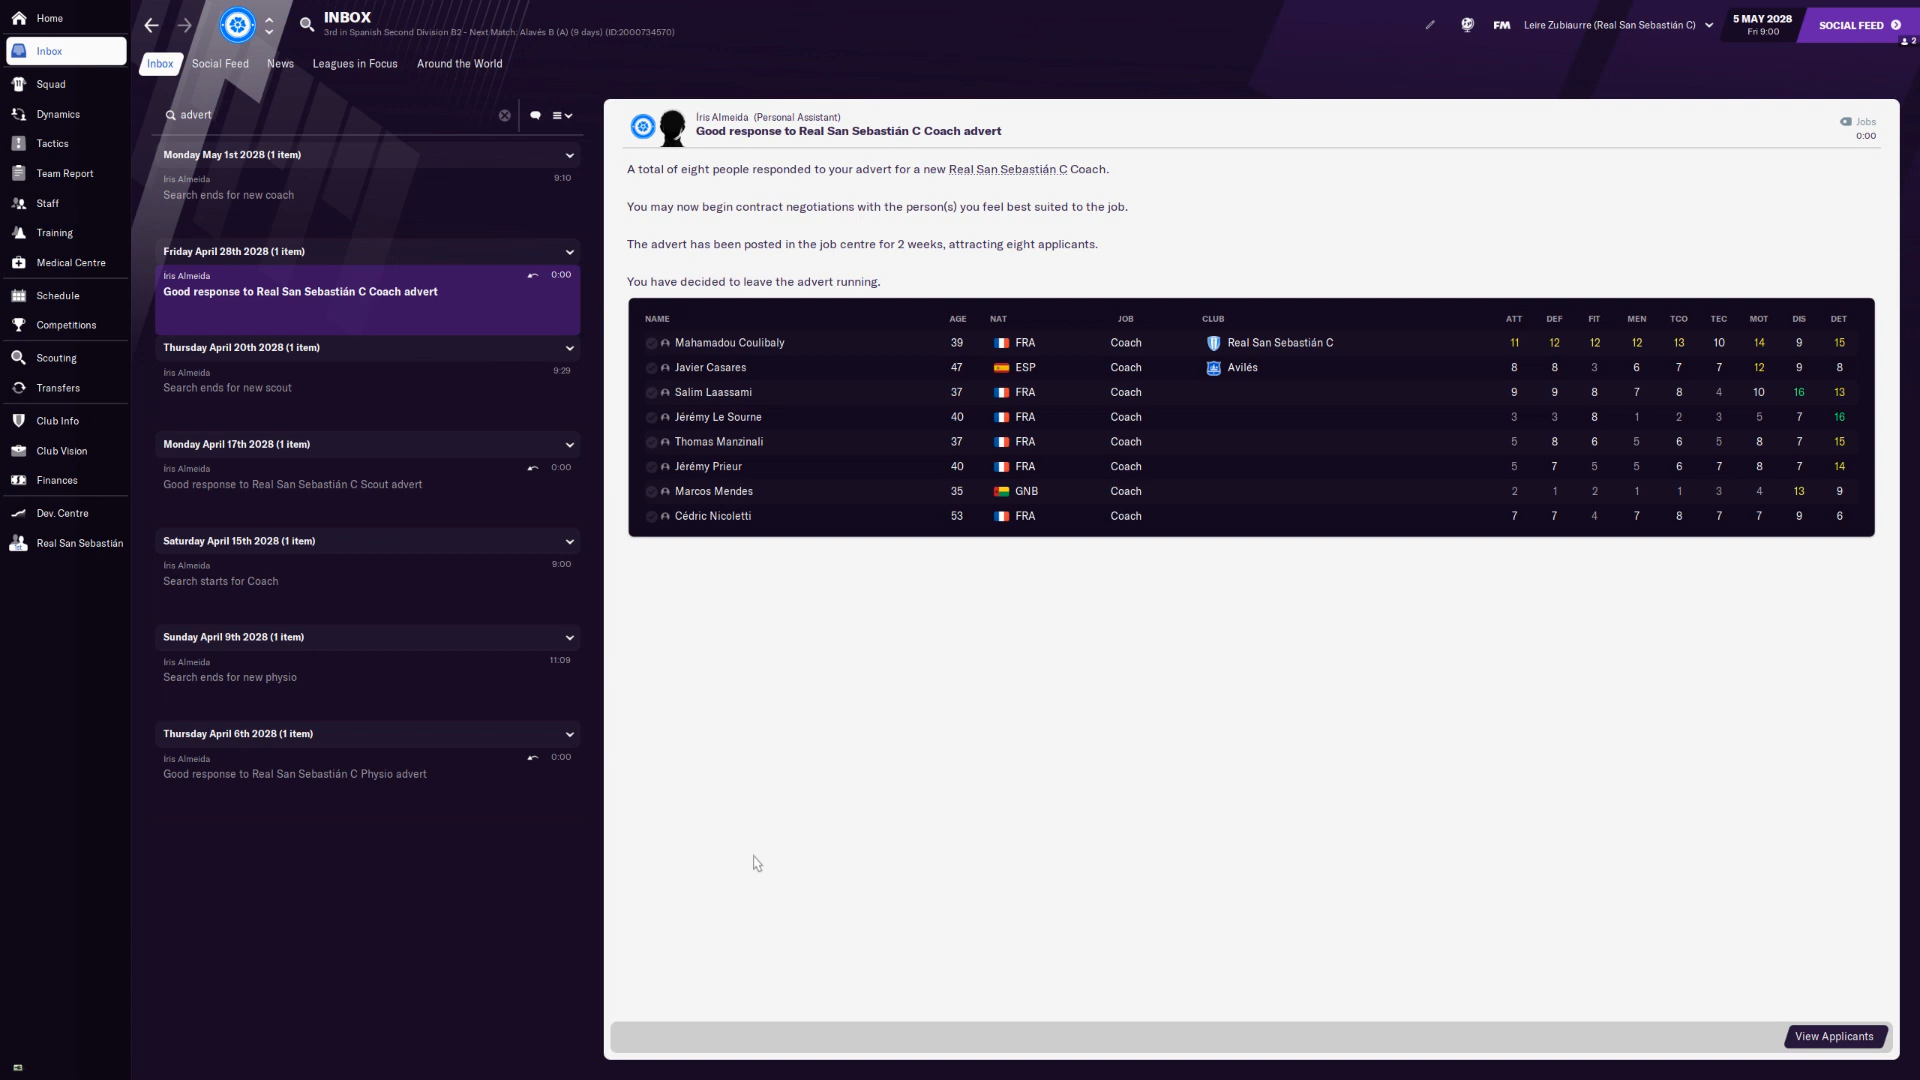 Home
INBOX
3rd in Spanish Second Division B2 - Next Match: Alavés B (A) (9 days) (ID:2000734570)
FM
Leire Zubiaurre (Real San Sebastián C)
5 MAY 2028
Fri 9:00
SOCIAL FEED
2
Inbox
Squad
Dynamics
Tactics
Team Report
Staff
Training
Medical Centre
Schedule
Competitions
Scouting
Transfers
Club Info
Club Vision
Finances
Dev. Centre
Real San Sebastián
Inbox Social Feed News Leagues in Focus Around the World
advert
Monday May 1st 2028 (1 item)
Iris Almeida 9:10
Search ends for new coach
Friday April 28th 2028 (1 item)
Iris Almeida 0:00
Good response to Real San Sebastián C Coach advert
Thursday April 20th 2028 (1 item)
Iris Almeida 9:29
Search ends for new scout
Monday April 17th 2028 (1 item)
Iris Almeida 0:00
Good response to Real San Sebastián C Scout advert
Saturday April 15th 2028 (1 item)
Iris Almeida 9:00
Search starts for Coach
Sunday April 9th 2028 (1 item)
Iris Almeida 11:09
Search ends for new physio
Thursday April 6th 2028 (1 item)
Iris Almeida 0:00
Good response to Real San Sebastián C Physio advert
Iris Almeida (Personal Assistant)
Good response to Real San Sebastián C Coach advert
Jobs
0:00
A total of eight people responded to your advert for a new Real San Sebastián C Coach.
You may now begin contract negotiations with the person(s) you feel best suited to the job.
The advert has been posted in the job centre for 2 weeks, attracting eight applicants.
You have decided to leave the advert running.
NAME AGE NAT JOB CLUB ATT DEF FIT MEN TCO TEC MOT DIS DET
Mahamadou Coulibaly 39 FRA Coach Real San Sebastián C 11 12 12 12 13 10 14 9 15
Javier Casares 47 ESP Coach Avilés 8 8 3 6 7 7 12 9 8
Salim Laassami 37 FRA Coach 9 9 8 7 8 4 10 16 13
Jérémy Le Sourne 40 FRA Coach 3 3 8 1 2 3 5 7 16
Thomas Manzinali 37 FRA Coach 5 8 6 5 6 5 8 7 15
Jérémy Prieur 40 FRA Coach 5 7 5 5 6 7 8 7 14
Marcos Mendes 35 GNB Coach 2 1 2 1 1 3 4 13 9
Cédric Nicoletti 53 FRA Coach 7 7 4 7 8 7 7 9 6
View Applicants